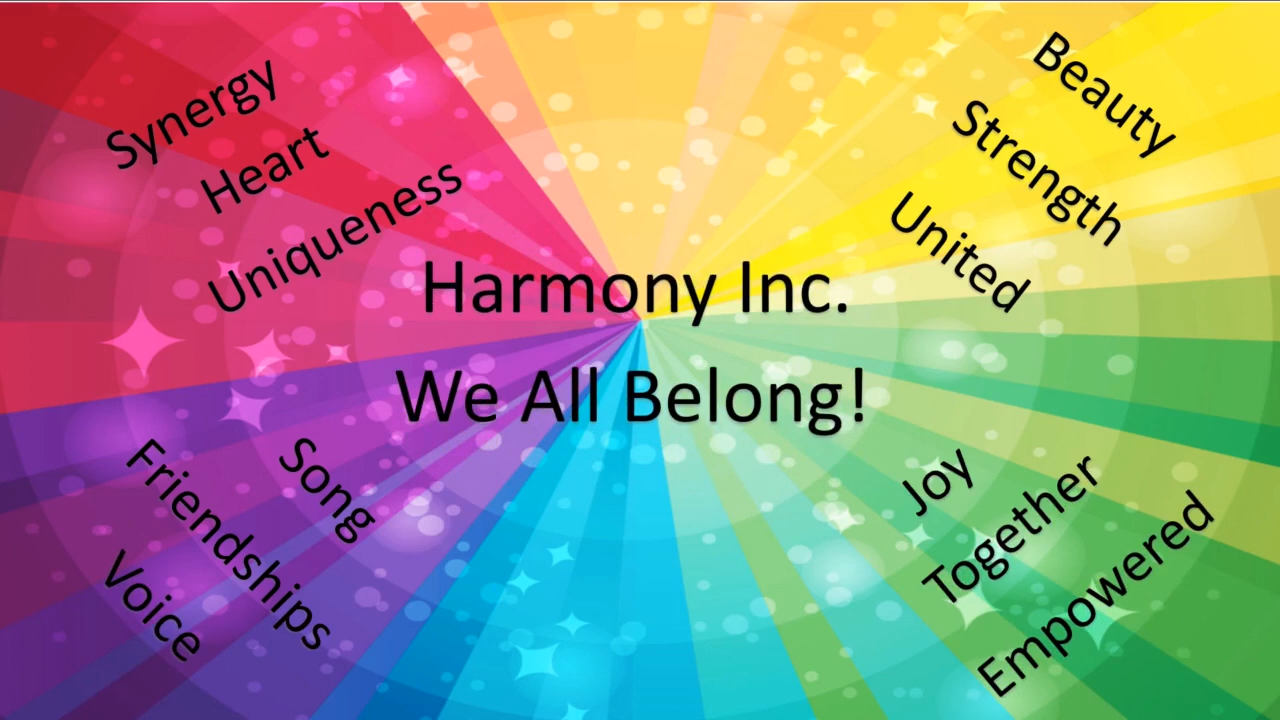 Synergy
Heart
Uniqueness
Beauty
Strength
United
Harmony Inc.
We All Belong!
Song
Friendships
Voice
Joy
Together
Empowered